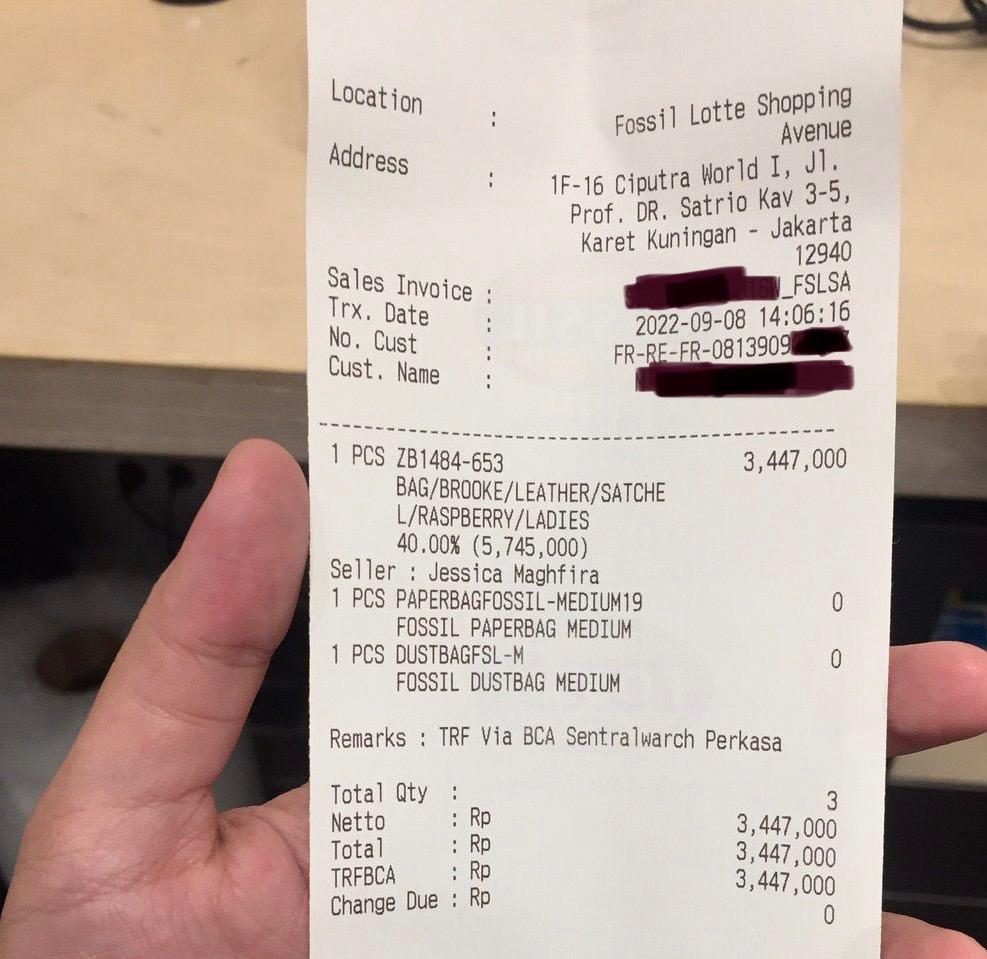 Location : Fossil Lotte Shopping
Avenue
Address : 1F-16 Ciputra World I, Jl.
Prof. DR. Satrio Kav 3-5,
Karet Kuningan - Jakarta
12940
Sales Invoice : _FSLSA
Trx. Date : 2022-09-08 14:06:16
No. Cust : FR-RE-FR-0813909
Cust. Name :
1 PCS ZB1484-653 3,447,000
BAG/BROOKE/LEATHER/SATCHE
L/RASPBERRY/LADIES
40.00% (5,745,000)
Seller : Jessica Maghfira
1 PCS PAPERBAGFOSSIL-MEDIUM19 0
FOSSIL PAPERBAG MEDIUM
1 PCS DUSTBAGFSL-M 0
FOSSIL DUSTBAG MEDIUM
Remarks : TRF Via BCA Sentralwarch Perkasa
Total Qty : 3
Netto : Rp 3,447,000
Total : Rp 3,447,000
TRFBCA : Rp 3,447,000
Change Due : Rp 0